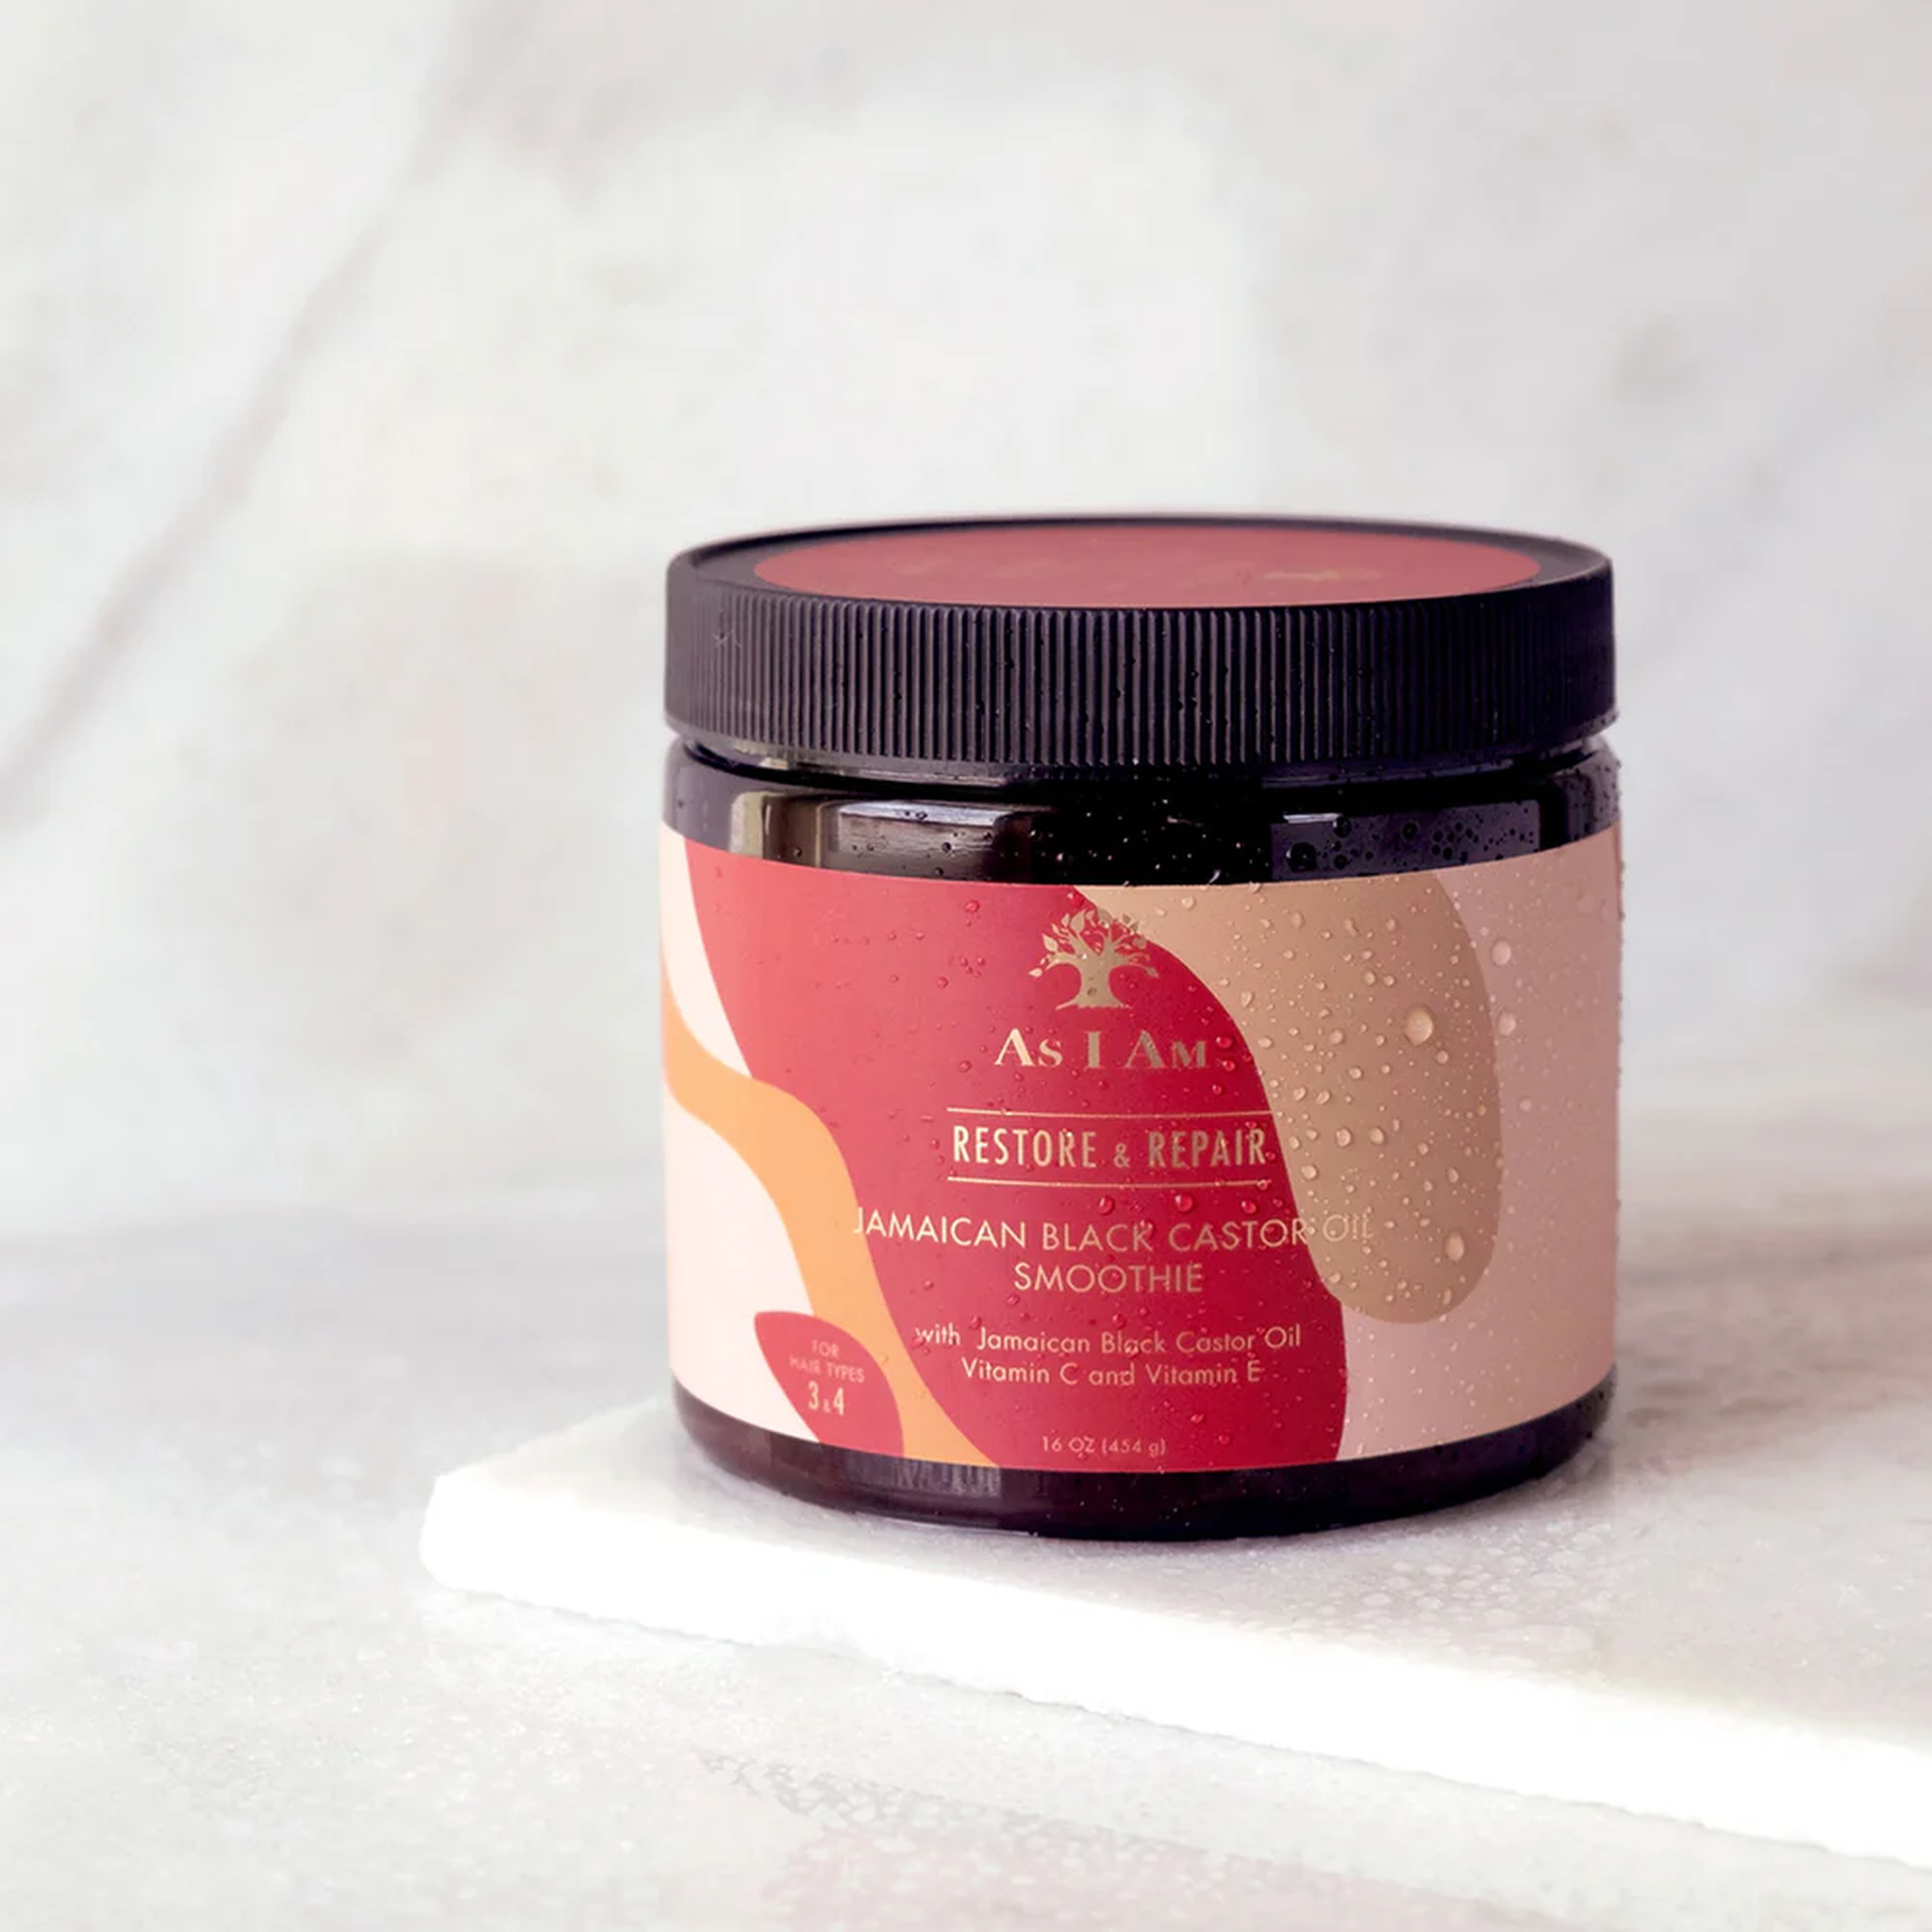 AS I AM
RESTORE & REPAIR
JAMAICAN BLACK CASTOR OIL
SMOOTHIE
with Jamaican Black Castor Oil
Vitamin C and Vitamin E
FOR
HAIR TYPES
3&4
16 OZ (454 g)